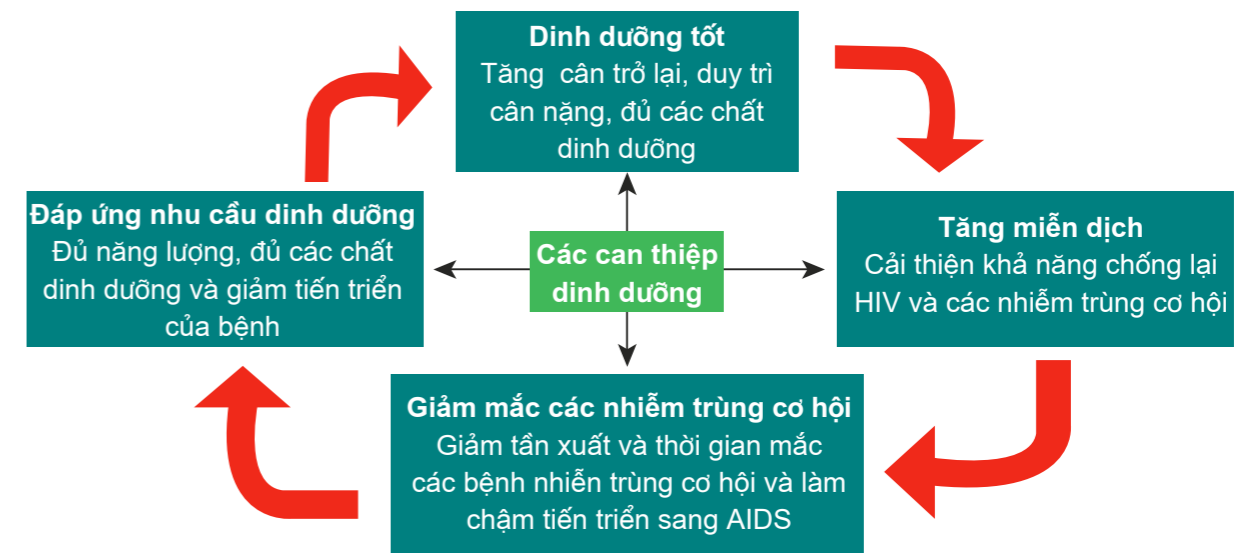 Dinh dưỡng tốt
Tăng cân trở lại, duy trì
cân nặng, đủ các chất
dinh dưỡng
Đáp ứng nhu cầu dinh dưỡng
Đủ năng lượng, đủ các chất
dinh dưỡng và giảm tiến triển
của bệnh
Các can thiệp
dinh dưỡng
Tăng miễn dịch
Cải thiện khả năng chống lại
HIV và các nhiễm trùng cơ hội
Giảm mắc các nhiễm trùng cơ hội
Giảm tần xuất và thời gian mắc
các bệnh nhiễn trùng cơ hội và làm
chậm tiến triển sang AIDS